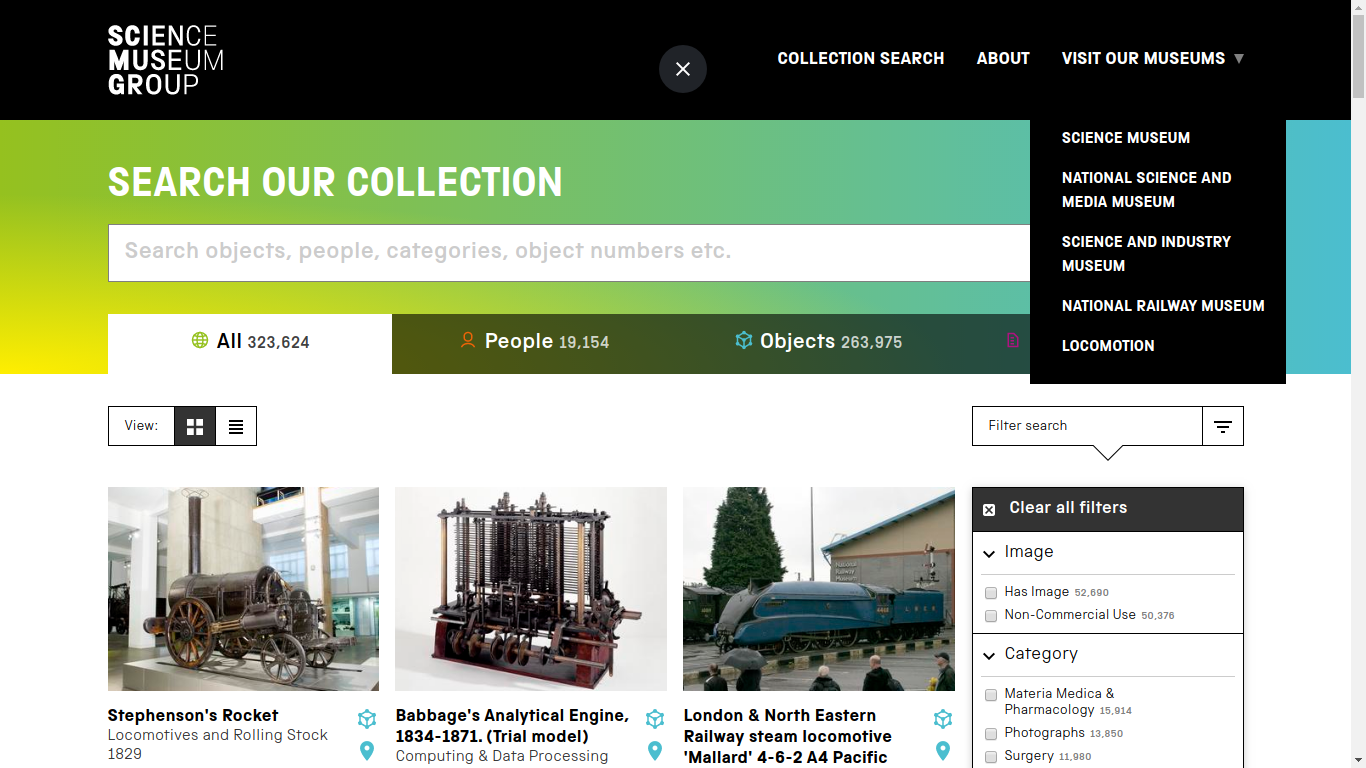 SCIENCE
MUSEUM
GROUP
COLLECTION SEARCH
ABOUT
VISIT OUR MUSEUMS
SCIENCE MUSEUM
NATIONAL SCIENCE AND
MEDIA MUSEUM
SCIENCE AND INDUSTRY
MUSEUM
NATIONAL RAILWAY MUSEUM
LOCOMOTION
SEARCH OUR COLLECTION
Search objects, people, categories, object numbers etc.
All 323,624
People 19,154
Objects 263,975
View:
Filter search
Clear all filters
Image
Has Image 52,690
Non-Commercial Use 50,376
Category
Materia Medica &
Pharmacology 15,914
Photographs 13,850
Surgery 11,980
National
Railway
Museum
Stephenson's Rocket
Locomotives and Rolling Stock
1829
Babbage's Analytical Engine,
1834-1871. (Trial model)
Computing & Data Processing
London & North Eastern
Railway steam locomotive
'Mallard' 4-6-2 A4 Pacific